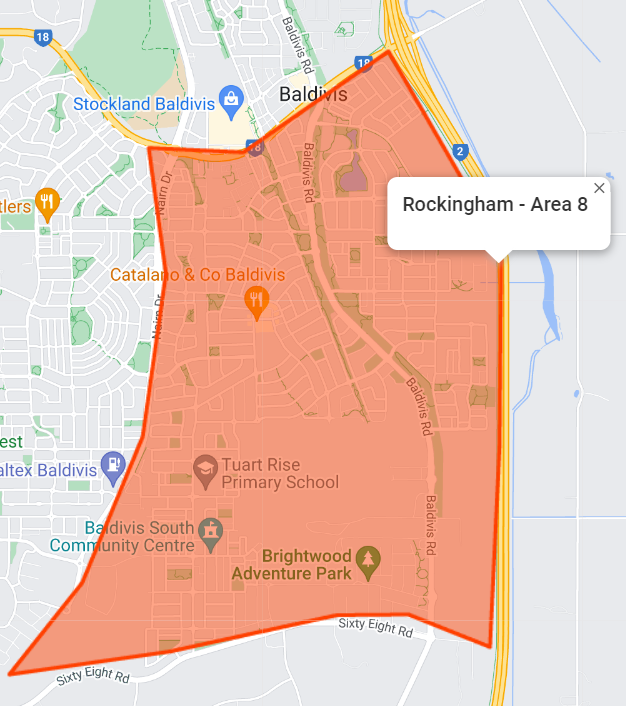 18
Baldivis Rd
18
Stockland Baldivis
Baldivis
18
2
Baldivis Rd
Nairn Dr
Rockingham - Area 8
tlers
Catalano & Co Baldivis
Nairn Dr
Baldivis Rd
est
altex Baldivis
Tuart Rise
Primary School
Baldivis Rd
Baldivis South
Community Centre
Brightwood
Adventure Park
Sixty Eight Rd
Sixty Eight Rd